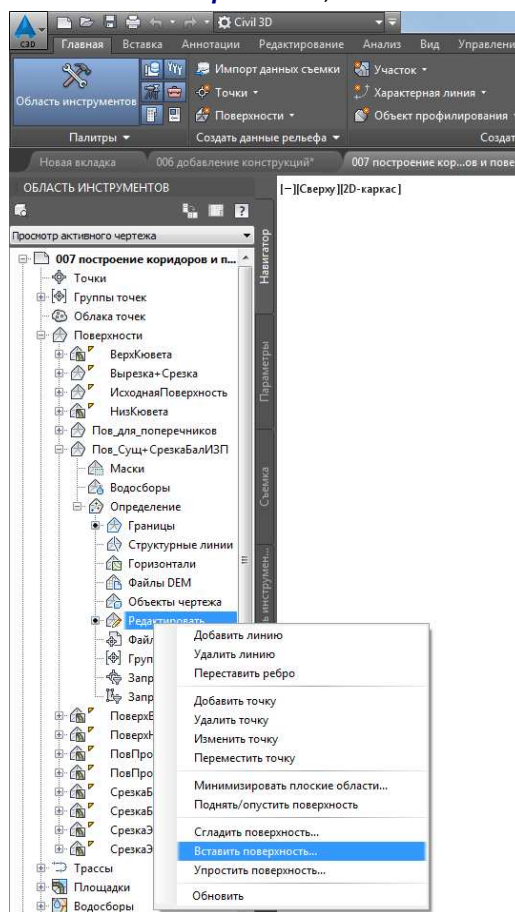 Civil 3D
C3D
Главная Вставка Аннотации Редактирование Анализ Вид
Область инструментов
Импорт данных съемки
Точки
Поверхности
Участок
Характерная линия
Объект профилирования
Палитры
Создать данные рельефа
Новая вкладка 006 добавление конструкций* 007 построение кор...ов и пове
ОБЛАСТЬ ИНСТРУМЕНТОВ
[−][Сверху][2D-каркас]
Просмотр активного чертежа
Навигатор
Параметры
Съемка
007 построение коридоров и п...
Точки
Группы точек
Облака точек
Поверхности
ВерхКювета
Вырезка+Срезка
ИсходнаяПоверхность
НизКювета
Пов_для_поперечников
Пов_Сущ+СрезкаБалИЗП
Маски
Водосборы
Определение
Границы
Структурные линии
Горизонтали
Файлы DEM
Объекты чертежа
Редактировать
Добавить линию
Удалить линию
Переставить ребро
Добавить точку
Удалить точку
Изменить точку
Переместить точку
Минимизировать плоские области...
Поднять/опустить поверхность
Сгладить поверхность...
Вставить поверхность...
Упростить поверхность...
Обновить
Трассы
Площадки
Водосборы